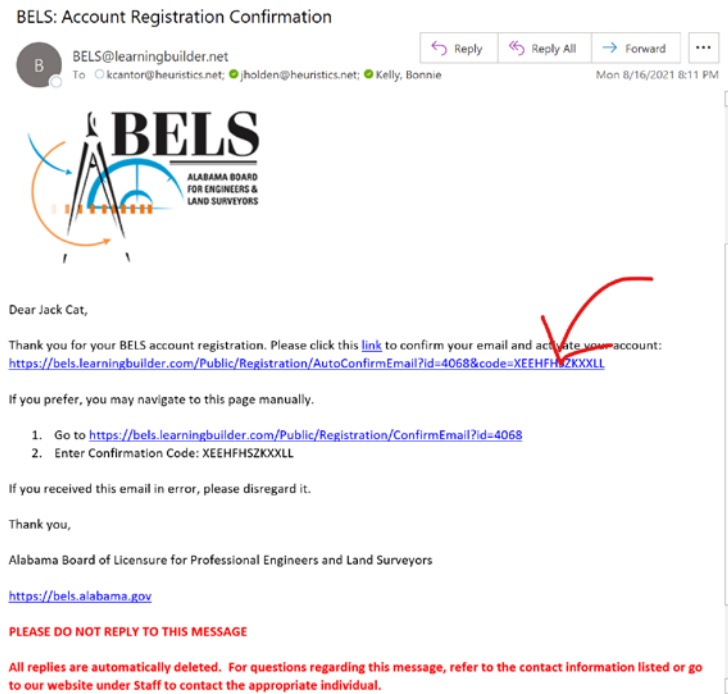 BELS: Account Registration Confirmation
B
BELS@learningbuilder.net
To kcantor@heuristics.net; jholden@heuristics.net; Kelly, Bonnie
Reply
Reply All
Forward
...
Mon 8/16/2021 8:11 PM
BELS
ALABAMA BOARD
FOR ENGINEERS &
LAND SURVEYORS
Dear Jack Cat,
Thank you for your BELS account registration. Please click this link to confirm your email and activate your account:
https://bels.learningbuilder.com/Public/Registration/AutoConfirmEmail?id=4068&code=XEEHFHSZKXXLL
If you prefer, you may navigate to this page manually.
1. Go to https://bels.learningbuilder.com/Public/Registration/ConfirmEmail?id=4068
2. Enter Confirmation Code: XEEHFHSZKXXLL
If you received this email in error, please disregard it.
Thank you,
Alabama Board of Licensure for Professional Engineers and Land Surveyors
https://bels.alabama.gov
PLEASE DO NOT REPLY TO THIS MESSAGE
All replies are automatically deleted. For questions regarding this message, refer to the contact information listed or go
to our website under Staff to contact the appropriate individual.